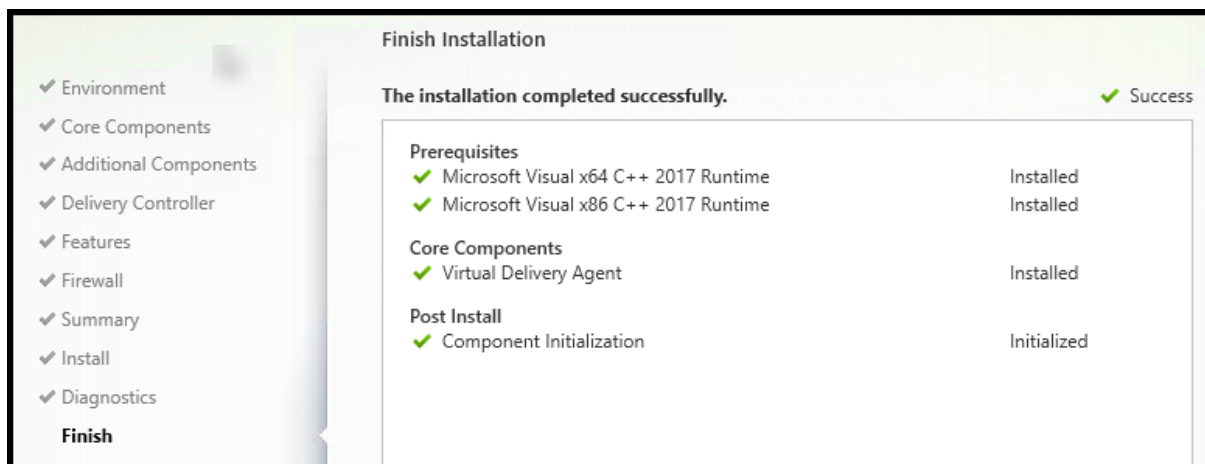 Environment
Core Components
Additional Components
Delivery Controller
Features
Firewall
Summary
Install
Diagnostics
Finish
Finish Installation
The installation completed successfully. Success
Prerequisites
Microsoft Visual x64 C++ 2017 Runtime Installed
Microsoft Visual x86 C++ 2017 Runtime Installed
Core Components
Virtual Delivery Agent Installed
Post Install
Component Initialization Initialized